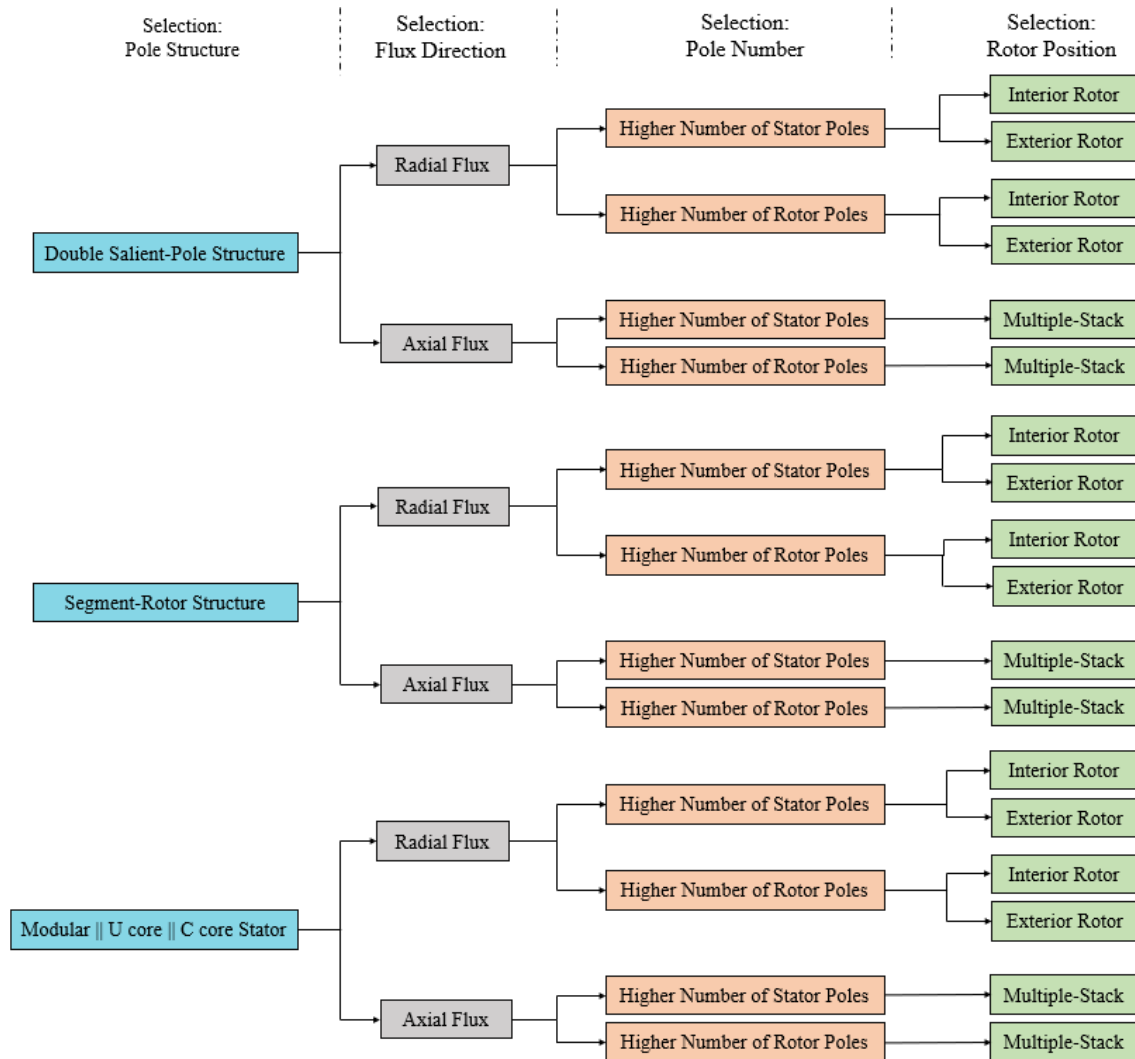 Selection:
Pole Structure
Selection:
Flux Direction
Selection:
Pole Number
Selection:
Rotor Position
Double Salient-Pole Structure
Radial Flux
Higher Number of Stator Poles
Interior Rotor
Exterior Rotor
Higher Number of Rotor Poles
Interior Rotor
Exterior Rotor
Axial Flux
Higher Number of Stator Poles
Multiple-Stack
Higher Number of Rotor Poles
Multiple-Stack
Segment-Rotor Structure
Radial Flux
Higher Number of Stator Poles
Interior Rotor
Exterior Rotor
Higher Number of Rotor Poles
Interior Rotor
Exterior Rotor
Axial Flux
Higher Number of Stator Poles
Multiple-Stack
Higher Number of Rotor Poles
Multiple-Stack
Modular || U core || C core Stator
Radial Flux
Higher Number of Stator Poles
Interior Rotor
Exterior Rotor
Higher Number of Rotor Poles
Interior Rotor
Exterior Rotor
Axial Flux
Higher Number of Stator Poles
Multiple-Stack
Higher Number of Rotor Poles
Multiple-Stack